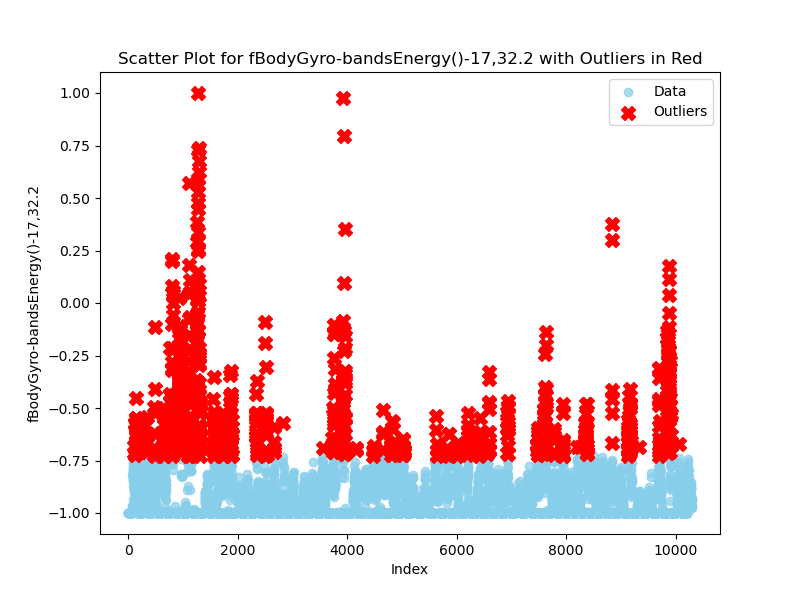 Scatter Plot for fBodyGyro-bandsEnergy()-17,32.2 with Outliers in Red
Data
Outliers
fBodyGyro-bandsEnergy()-17,32.2
1.00
0.75
0.50
0.25
0.00
−0.25
−0.50
−0.75
−1.00
0 2000 4000 6000 8000 10000
Index